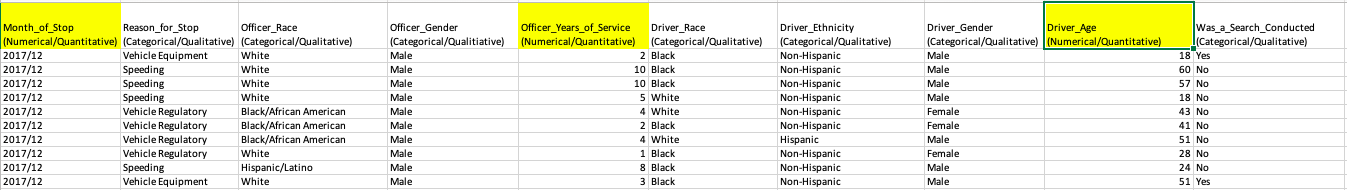 Month_of_Stop Reason_for_Stop Officer_Race Officer_Gender Officer_Years_of_Service Driver_Race Driver_Ethnicity Driver_Gender Driver_Age Was_a_Search_Conducted
(Numerical/Quantitative) (Categorical/Qualitative) (Categorical/Qualitative) (Categorical/Qualitiative) (Numerical/Quantitative) (Categorical/Qualitative) (Categorical/Qualitative) (Categorical/Qualitative) (Numerical/Quantitative) (Categorical/Qualitative)
2017/12 Vehicle Equipment White Male 2 Black Non-Hispanic Male 18 Yes
2017/12 Speeding White Male 10 Black Non-Hispanic Male 60 No
2017/12 Speeding White Male 10 Black Non-Hispanic Male 57 No
2017/12 Speeding White Male 5 White Non-Hispanic Male 18 No
2017/12 Vehicle Regulatory Black/African American Male 4 White Non-Hispanic Female 43 No
2017/12 Vehicle Regulatory Black/African American Male 2 Black Non-Hispanic Female 41 No
2017/12 Vehicle Regulatory Black/African American Male 4 White Hispanic Male 51 No
2017/12 Vehicle Regulatory White Male 1 Black Non-Hispanic Female 28 No
2017/12 Speeding Hispanic/Latino Male 8 Black Non-Hispanic Male 24 No
2017/12 Vehicle Equipment White Male 3 Black Non-Hispanic Male 51 Yes